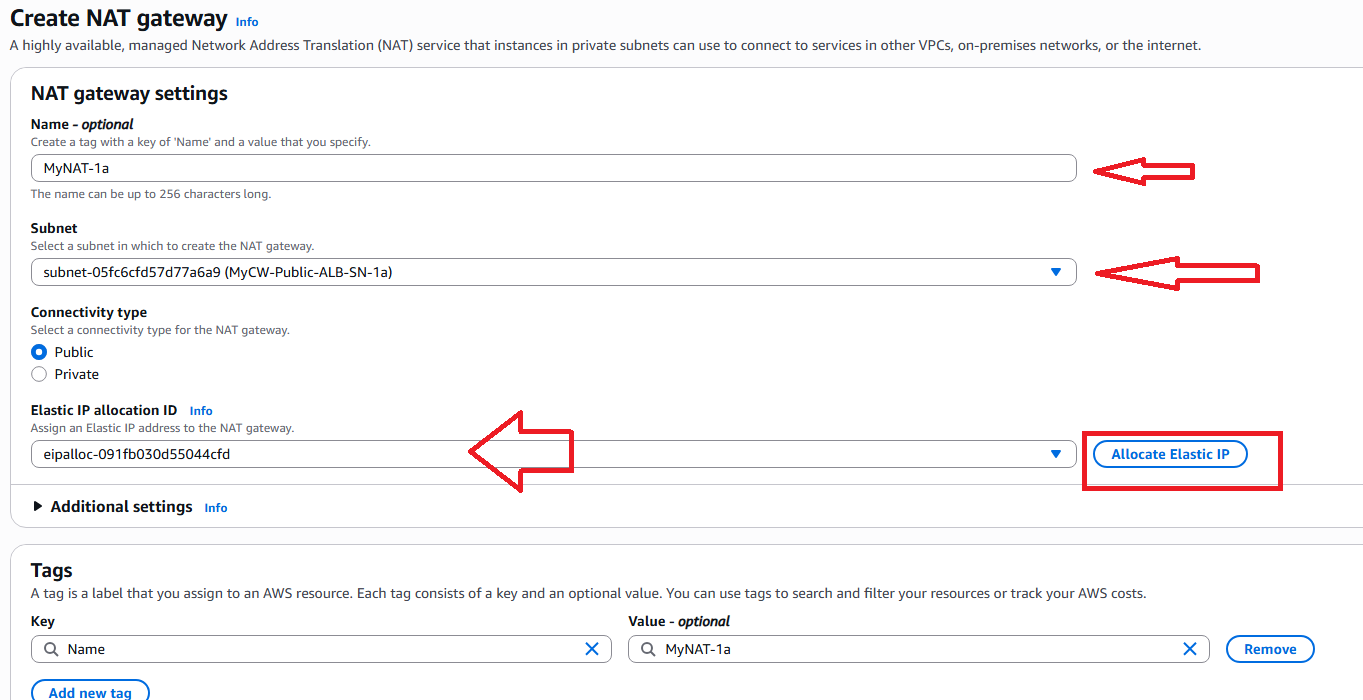 Create NAT gateway Info
A highly available, managed Network Address Translation (NAT) service that instances in private subnets can use to connect to services in other VPCs, on-premises networks, or the internet.
NAT gateway settings
Name - optional
Create a tag with a key of 'Name' and a value that you specify.
MyNAT-1a
The name can be up to 256 characters long.
Subnet
Select a subnet in which to create the NAT gateway.
subnet-05fc6cfd57d77a6a9 (MyCW-Public-ALB-SN-1a)
Connectivity type
Select a connectivity type for the NAT gateway.
Public
Private
Elastic IP allocation ID Info
Assign an Elastic IP address to the NAT gateway.
eipalloc-091fb030d55044cfd Allocate Elastic IP
Additional settings Info
Tags
A tag is a label that you assign to an AWS resource. Each tag consists of a key and an optional value. You can use tags to search and filter your resources or track your AWS costs.
Key Value - optional
Name MyNAT-1a Remove
Add new tag